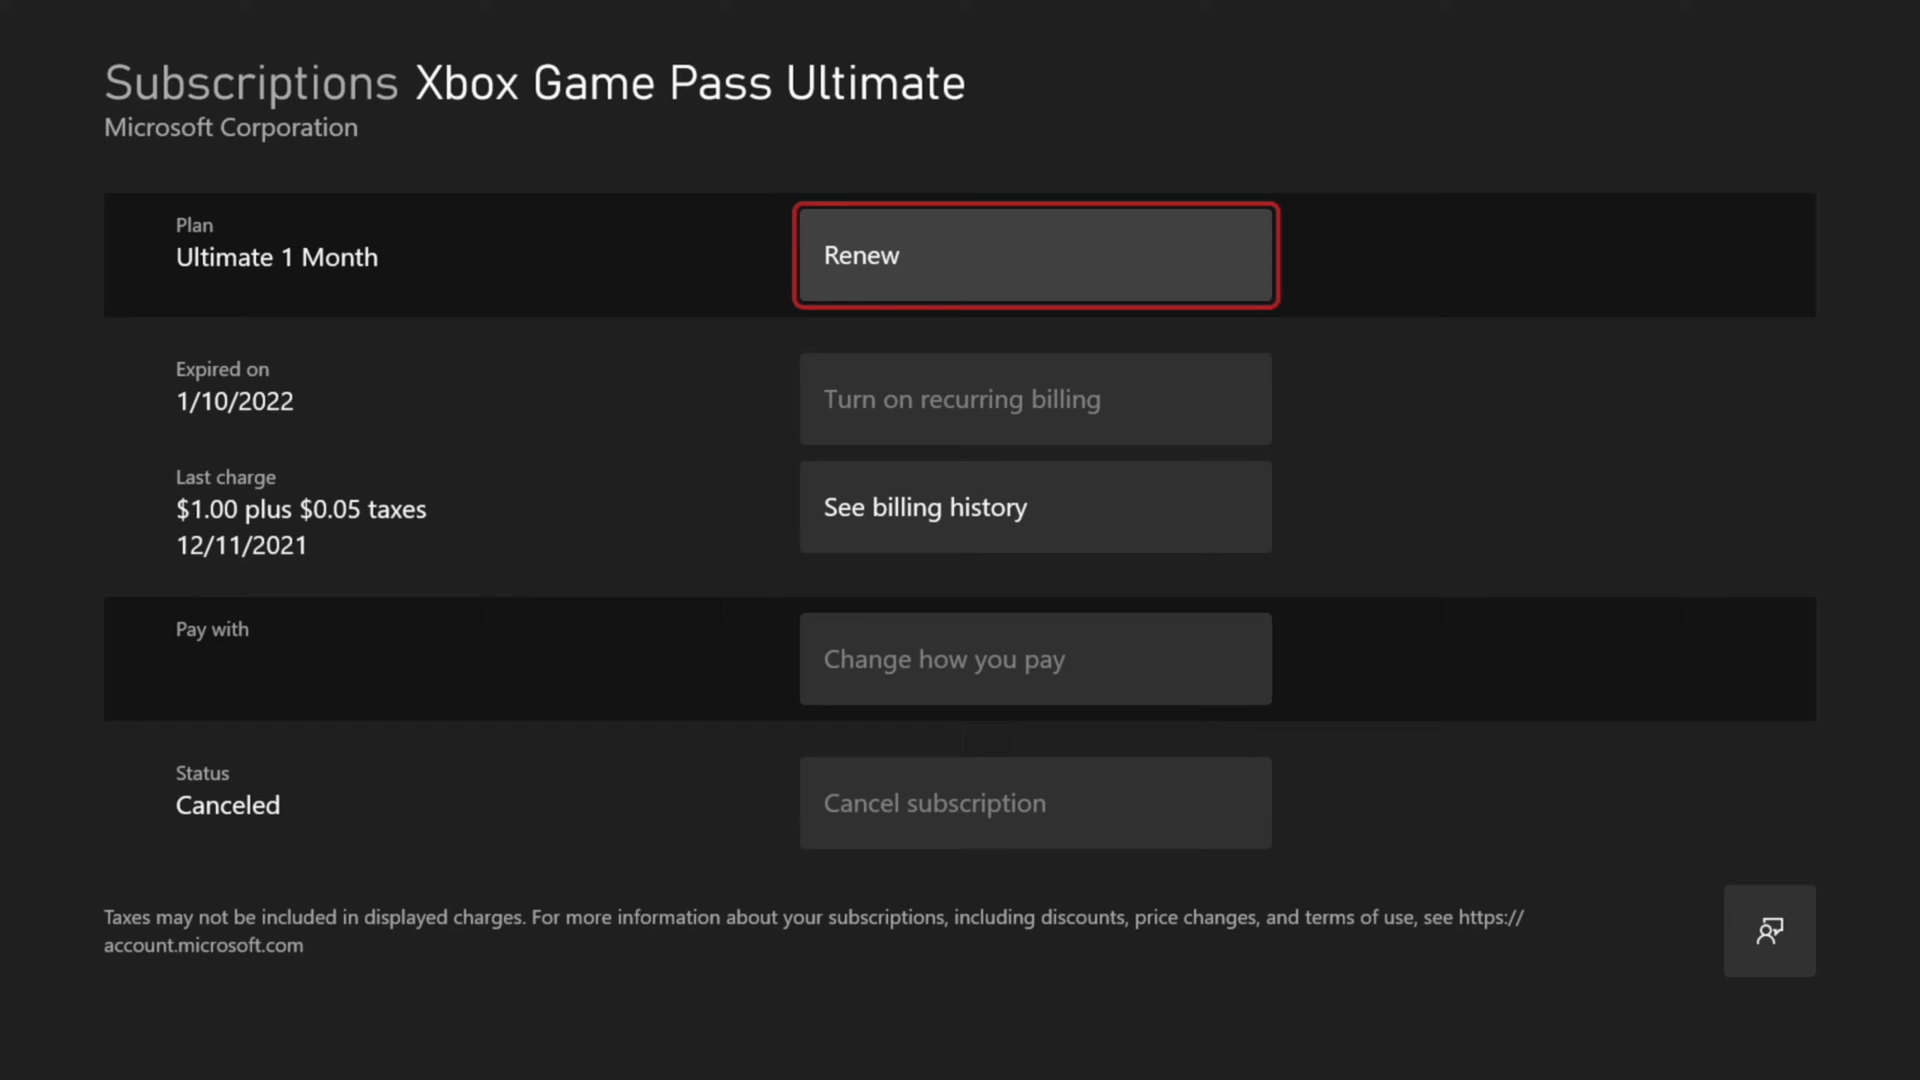 Subscriptions Xbox Game Pass Ultimate
Microsoft Corporation
Plan
Ultimate 1 Month
Renew
Expired on
1/10/2022
Turn on recurring billing
Last charge
$1.00 plus $0.05 taxes
12/11/2021
See billing history
Pay with
Change how you pay
Status
Canceled
Cancel subscription
Taxes may not be included in displayed charges. For more information about your subscriptions, including discounts, price changes, and terms of use, see https://
account.microsoft.com